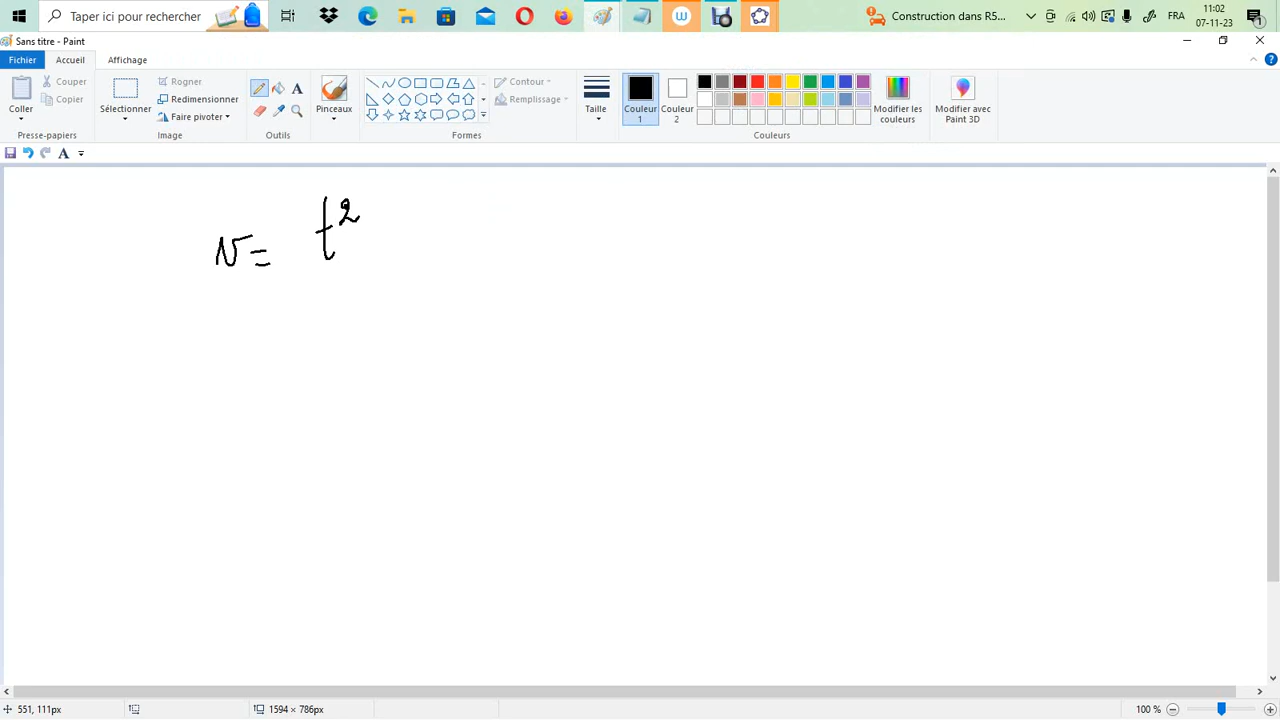 Taper ici pour rechercher
Construction dans R5...
FRA
11:02
07-11-23
1
Sans titre - Paint
Fichier
Accueil
Affichage
Coller
Couper
Copier
Presse-papiers
Sélectionner
Rogner
Redimensionner
Faire pivoter
Image
A
Outils
Pinceaux
Contour
Remplissage
Formes
Taille
Couleur 1
Couleur 2
Modifier les couleurs
Couleurs
Modifier avec Paint 3D
A
N= t²
551, 111px
1594 × 786px
100 %